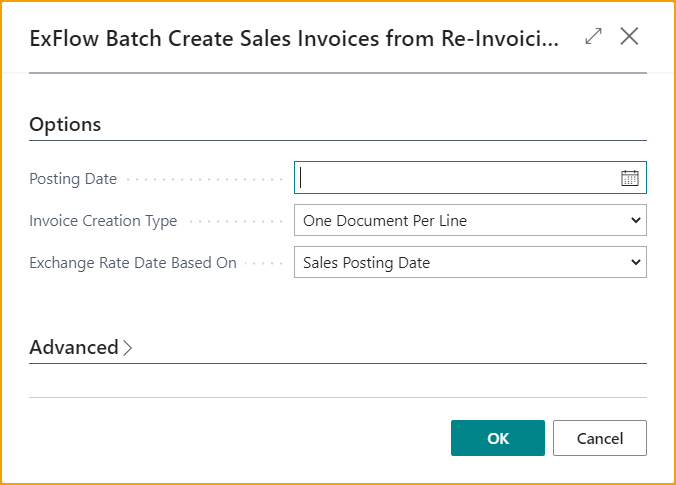 ExFlow Batch Create Sales Invoices from Re-Invoici...
Options
Posting Date
Invoice Creation Type One Document Per Line
Exchange Rate Date Based On Sales Posting Date
Advanced
OK Cancel